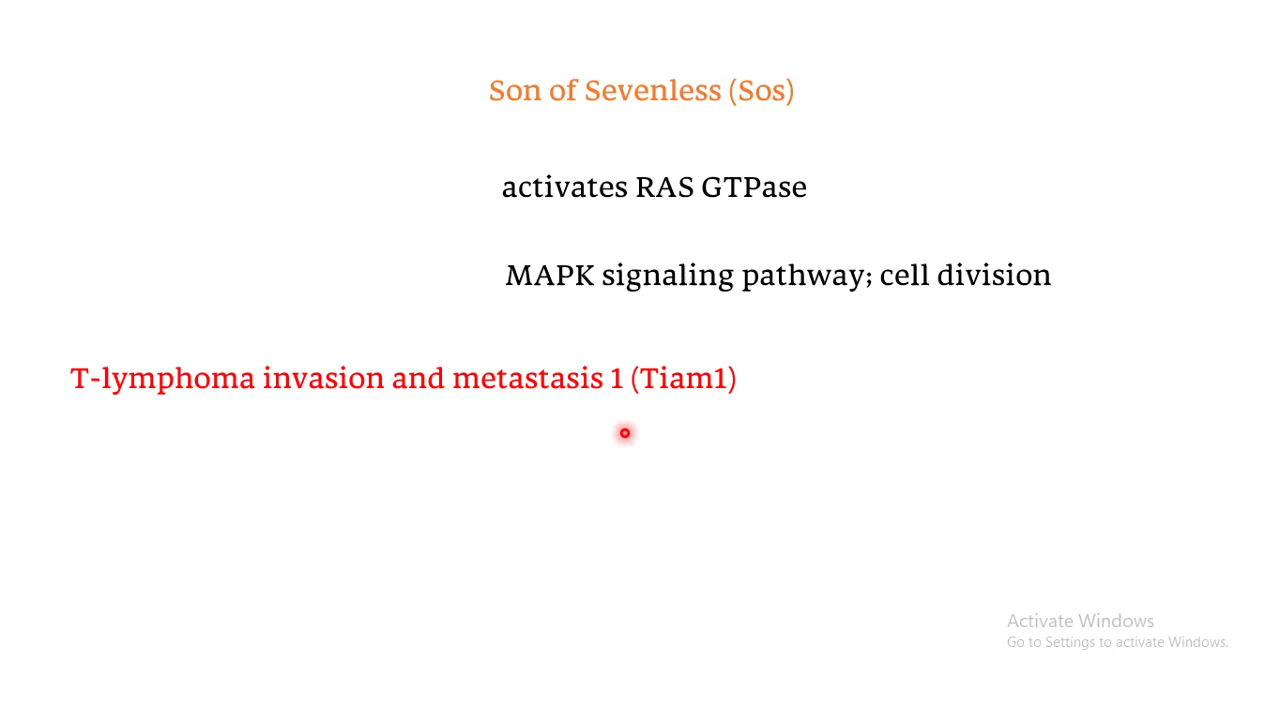 Son of Sevenless (Sos)
activates RAS GTPase
MAPK signaling pathway; cell division
T-lymphoma invasion and metastasis 1 (Tiam1)
Activate Windows
Go to Settings to activate Windows.